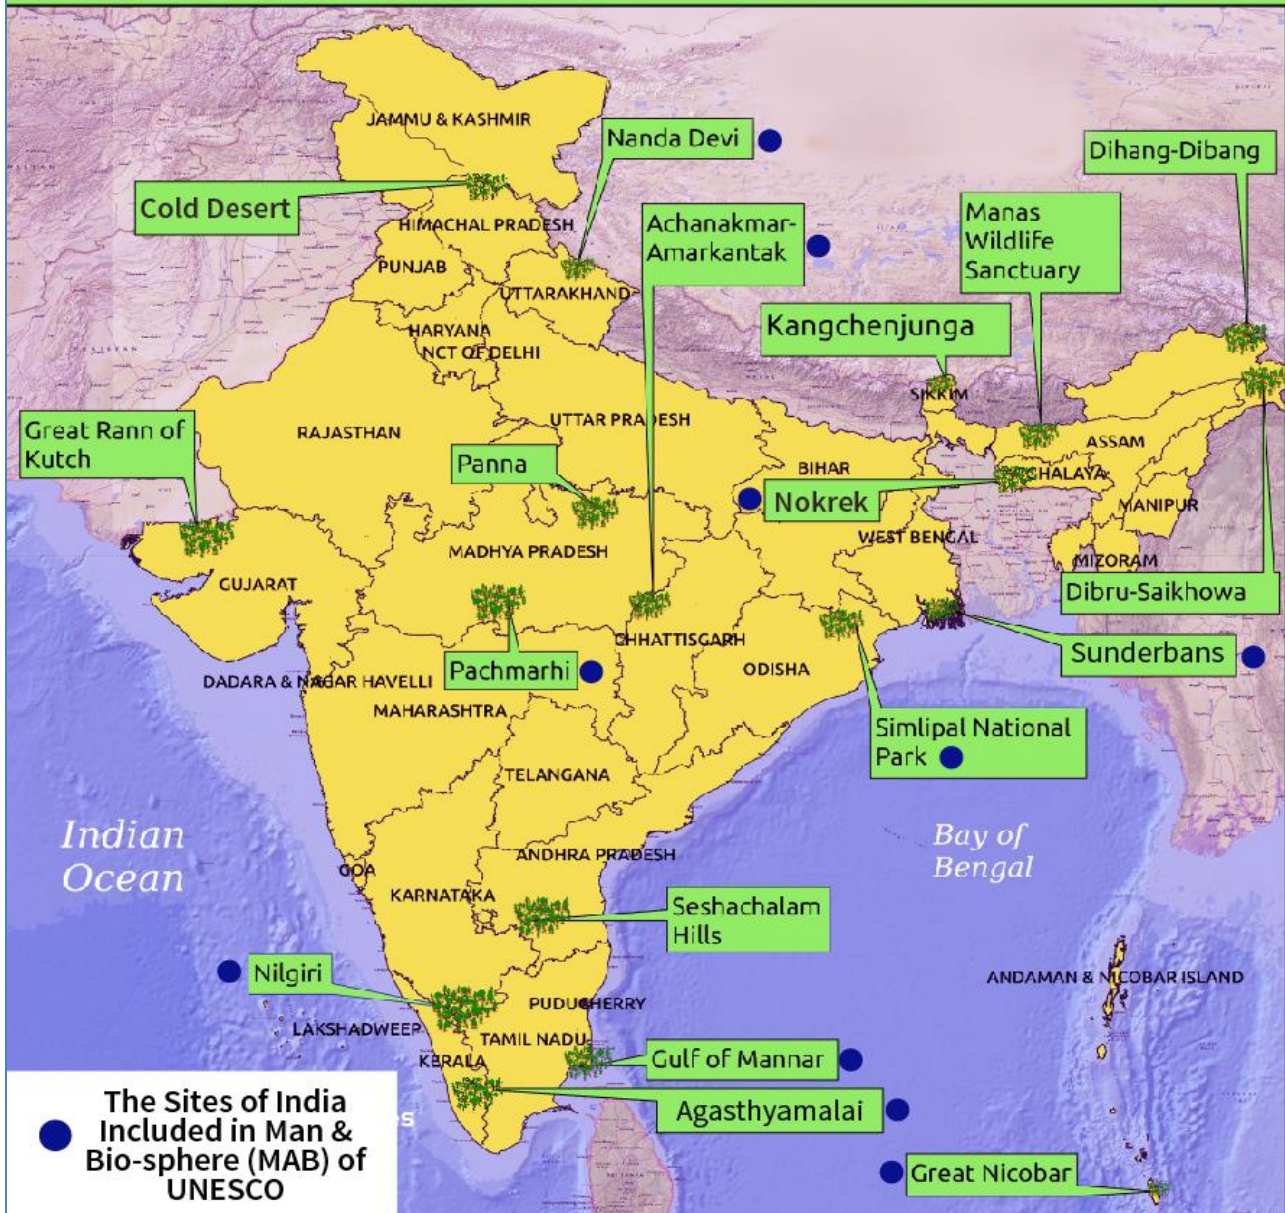 JAMMU & KASHMIR
Nanda Devi
Dihang-Dibang
Cold Desert
HIMACHAL PRADESH
Achanakmar-
Amarkantak
Manas
Wildlife
Sanctuary
PUNJAB
UTTARAKHAND
Kangchenjunga
HARYANA
NCT OF DELHI
SIKKIM
Great Rann of
Kutch
RAJASTHAN
UTTAR PRADESH
ASSAM
Panna
BIHAR
Nokrek
GHALAYA
MANIPUR
WEST BENGAL
MADHYA PRADESH
MIZORAM
GUJARAT
Dibru-Saikhowa
CHHATTISGARH
Sunderbans
Pachmarhi
ODISHA
DADARA & NAGAR HAVELLI
MAHARASHTRA
Simlipal National
Park
TELANGANA
Indian
Ocean
Bay of
Bengal
ANDHRA PRADESH
GOA
KARNATAKA
Seshachalam
Hills
Nilgiri
ANDAMAN & NICOBAR ISLAND
PUDUCHERRY
LAKSHADWEEP
TAMIL NADU
KERALA
Gulf of Mannar
Agasthyamalai
Great Nicobar
The Sites of India
Included in Man &
Bio-sphere (MAB) of
UNESCO